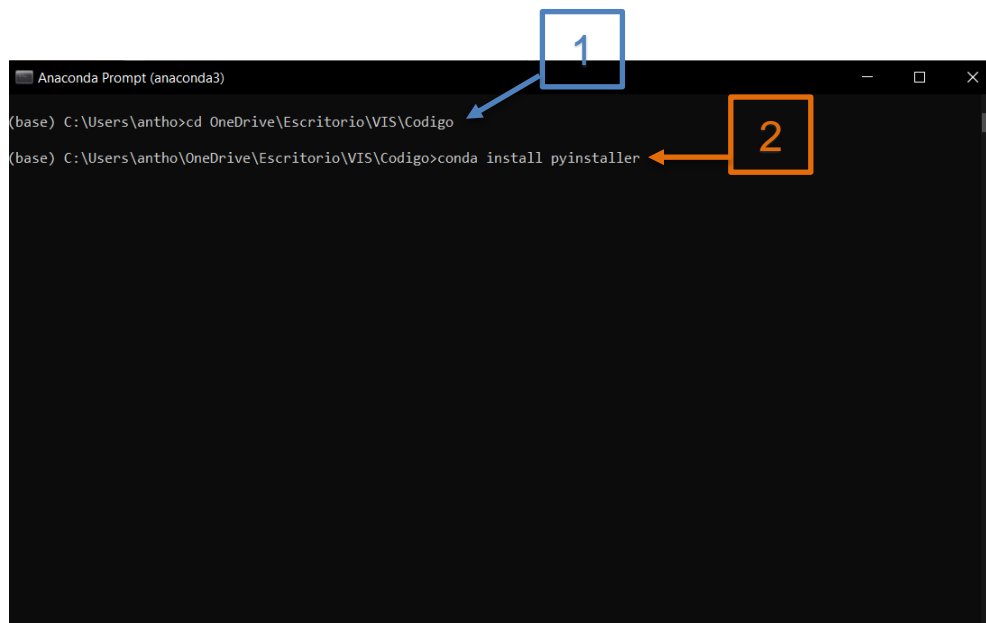 1
Anaconda Prompt (anaconda3)
(base) C:\Users\antho>cd OneDrive\Escritorio\VIS\Codigo
2
(base) C:\Users\antho\OneDrive\Escritorio\VIS\Codigo>conda install pyinstaller